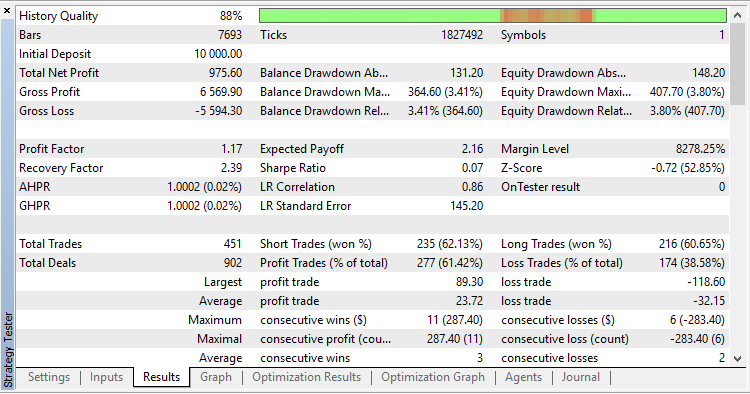 History Quality 88%
Bars 7693 Ticks 1827492 Symbols 1
Initial Deposit 10 000.00
Total Net Profit 975.60 Balance Drawdown Ab... 131.20 Equity Drawdown Abs... 148.20
Gross Profit 6 569.90 Balance Drawdown Ma... 364.60 (3.41%) Equity Drawdown Maxi... 407.70 (3.80%)
Gross Loss -5 594.30 Balance Drawdown Rel... 3.41% (364.60) Equity Drawdown Relat... 3.80% (407.70)
Profit Factor 1.17 Expected Payoff 2.16 Margin Level 8278.25%
Recovery Factor 2.39 Sharpe Ratio 0.07 Z-Score -0.72 (52.85%)
AHPR 1.0002 (0.02%) LR Correlation 0.86 OnTester result 0
GHPR 1.0002 (0.02%) LR Standard Error 145.20
Total Trades 451 Short Trades (won %) 235 (62.13%) Long Trades (won %) 216 (60.65%)
Total Deals 902 Profit Trades (% of total) 277 (61.42%) Loss Trades (% of total) 174 (38.58%)
Largest profit trade 89.30 loss trade -118.60
Average profit trade 23.72 loss trade -32.15
Maximum consecutive wins ($) 11 (287.40) consecutive losses ($) 6 (-283.40)
Maximal consecutive profit (cou... 287.40 (11) consecutive loss (count) -283.40 (6)
Average consecutive wins 3 consecutive losses 2
Settings Inputs Results Graph Optimization Results Optimization Graph Agents Journal
Strategy Tester